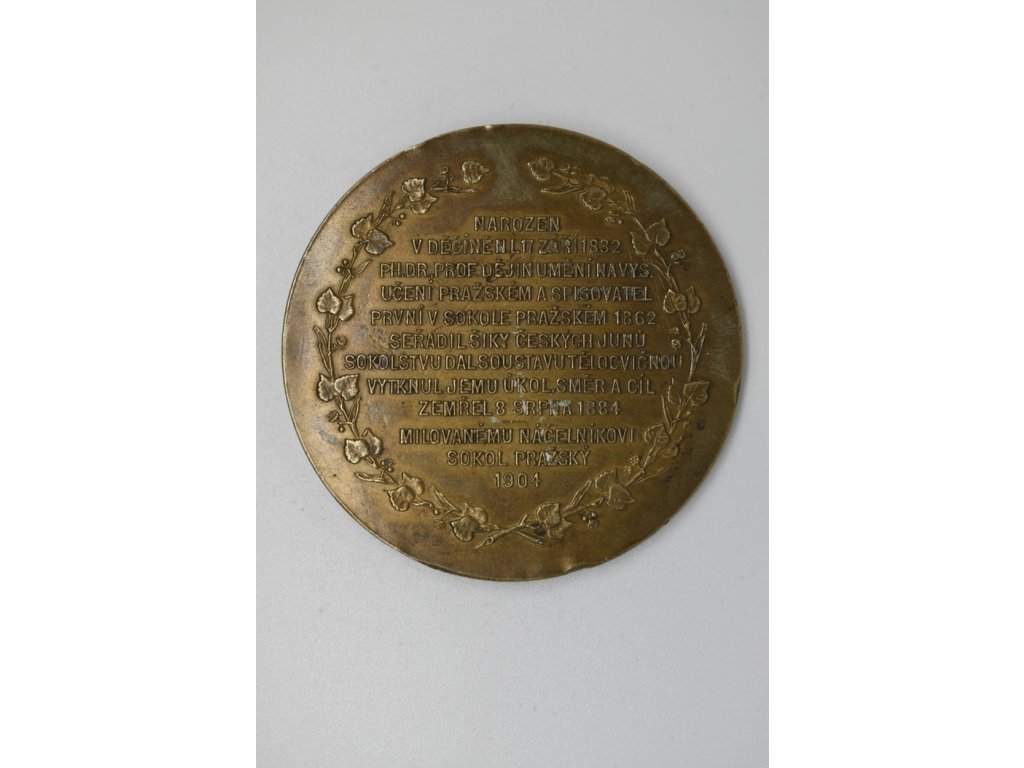 NAROZEN
V DĚČÍNĚ N.L. 17 ZÁŘÍ 1832
PH.DR., PROF. DĚJIN UMĚNÍ NA VYS.
UČENÍ PRAŽSKÉM A SPISOVATEL
PRVNÍ V SOKOLE PRAŽSKÉM 1862
SEŘADIL ŠIKY ČESKÝCH JUNŮ
SOKOLSTVU DAL SOUSTAVU TĚLOCVIČNOU
VYTKNUL JEMU ÚKOL, SMĚR A CÍL
ZEMŘEL 8 SRPNA 1884
MILOVANÉMU NÁČELNÍKOVI
SOKOL PRAŽSKÝ
1904